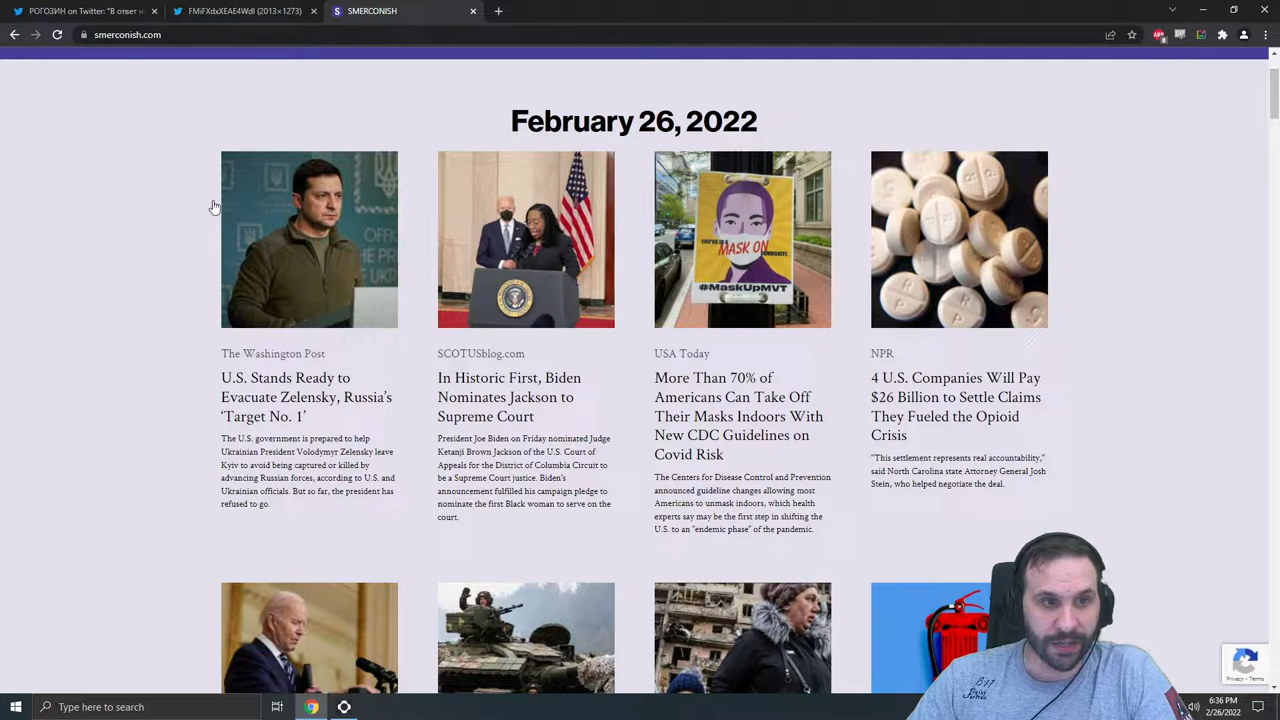 РОГОЗИН on Twitter: "В ответ н
FMiFXdxXEAE4WdI (2013×1273)
SMERCONISH
smerconish.com
February 26, 2022
YOU'RE IN A
MASK ON
COMMUNITY.
#MaskUpMVT
The Washington Post
U.S. Stands Ready to
Evacuate Zelensky, Russia's
'Target No. 1'
The U.S. government is prepared to help
Ukrainian President Volodymyr Zelensky leave
Kyiv to avoid being captured or killed by
advancing Russian forces, according to U.S. and
Ukrainian officials. But so far, the president has
refused to go.
SCOTUSblog.com
In Historic First, Biden
Nominates Jackson to
Supreme Court
President Joe Biden on Friday nominated Judge
Ketanji Brown Jackson of the U.S. Court of
Appeals for the District of Columbia Circuit to
be a Supreme Court justice. Biden's
announcement fulfilled his campaign pledge to
nominate the first Black woman to serve on the
court.
USA Today
More Than 70% of
Americans Can Take Off
Their Masks Indoors With
New CDC Guidelines on
Covid Risk
The Centers for Disease Control and Prevention
announced guideline changes allowing most
Americans to unmask indoors, which health
experts say may be the first step in shifting the
U.S. to an "endemic phase" of the pandemic.
NPR
4 U.S. Companies Will Pay
$26 Billion to Settle Claims
They Fueled the Opioid
Crisis
"This settlement represents real accountability,"
said North Carolina state Attorney General Josh
Stein, who helped negotiate the deal.
Privacy - Terms
Type here to search
6:36 PM
2/26/2022